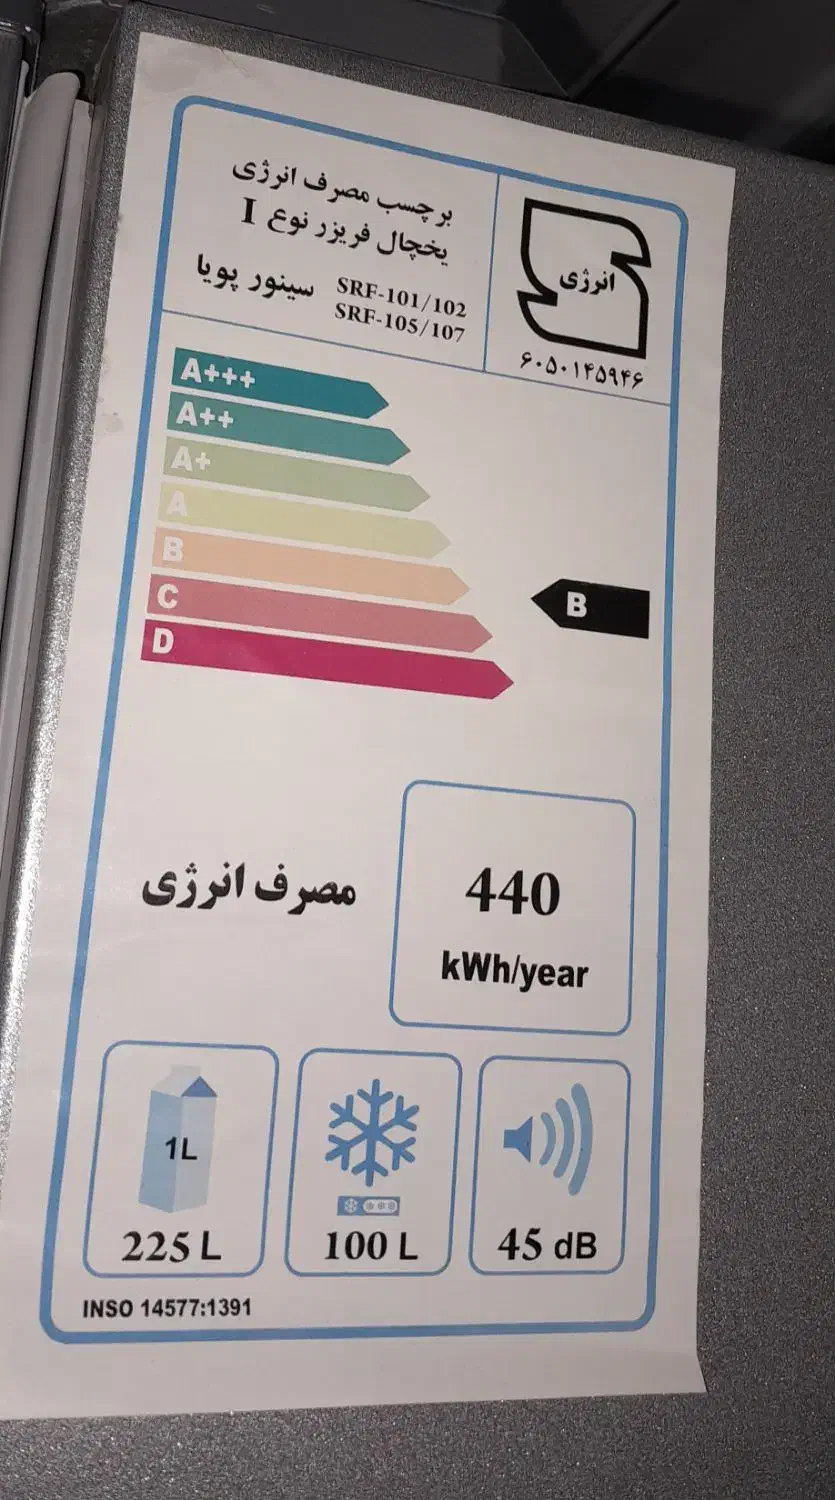 برچسب مصرف انرژی
یخچال فریزر نوع I
سینور پویا SRF-101/102
SRF-105/107
انرژی
۶۰۵۰۱۴۵۹۴۶
A+++
A++
A+
A
B
C
D
B
مصرف انرژی
440
kWh/year
1L
225 L
100 L
45 dB
INSO 14577:1391